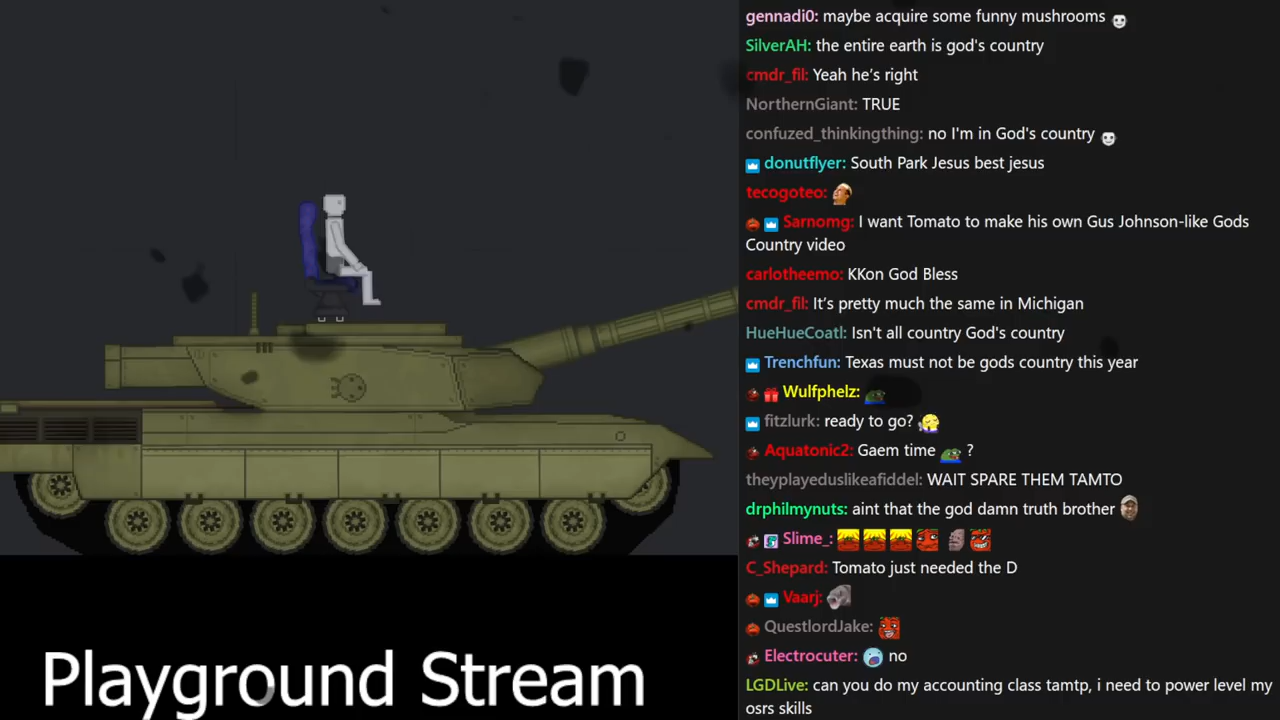 gennadi0: maybe acquire some funny mushrooms
SilverAH: the entire earth is god's country
cmdr_fil: Yeah he's right
NorthernGiant: TRUE
confuzed_thinkingthing: no I'm in God's country
donutflyer: South Park Jesus best jesus
tecogoteo:
Sarnomg: I want Tomato to make his own Gus Johnson-like Gods
Country video
carlotheemo: KKon God Bless
cmdr_fil: It's pretty much the same in Michigan
HueHueCoatl: Isn't all country God's country
Trenchfun: Texas must not be gods country this year
Wulfphelz:
fitzlurk: ready to go?
Aquatonic2: Gaem time ?
theyplayeduslikeafiddel: WAIT SPARE THEM TAMTO
drphilmynuts: aint that the god damn truth brother
Slime_:
C_Shepard: Tomato just needed the D
Vaarj:
QuestlordJake:
Electrocuter: no
LGDLive: can you do my accounting class tamtp, i need to power level my
osrs skills
Playground Stream